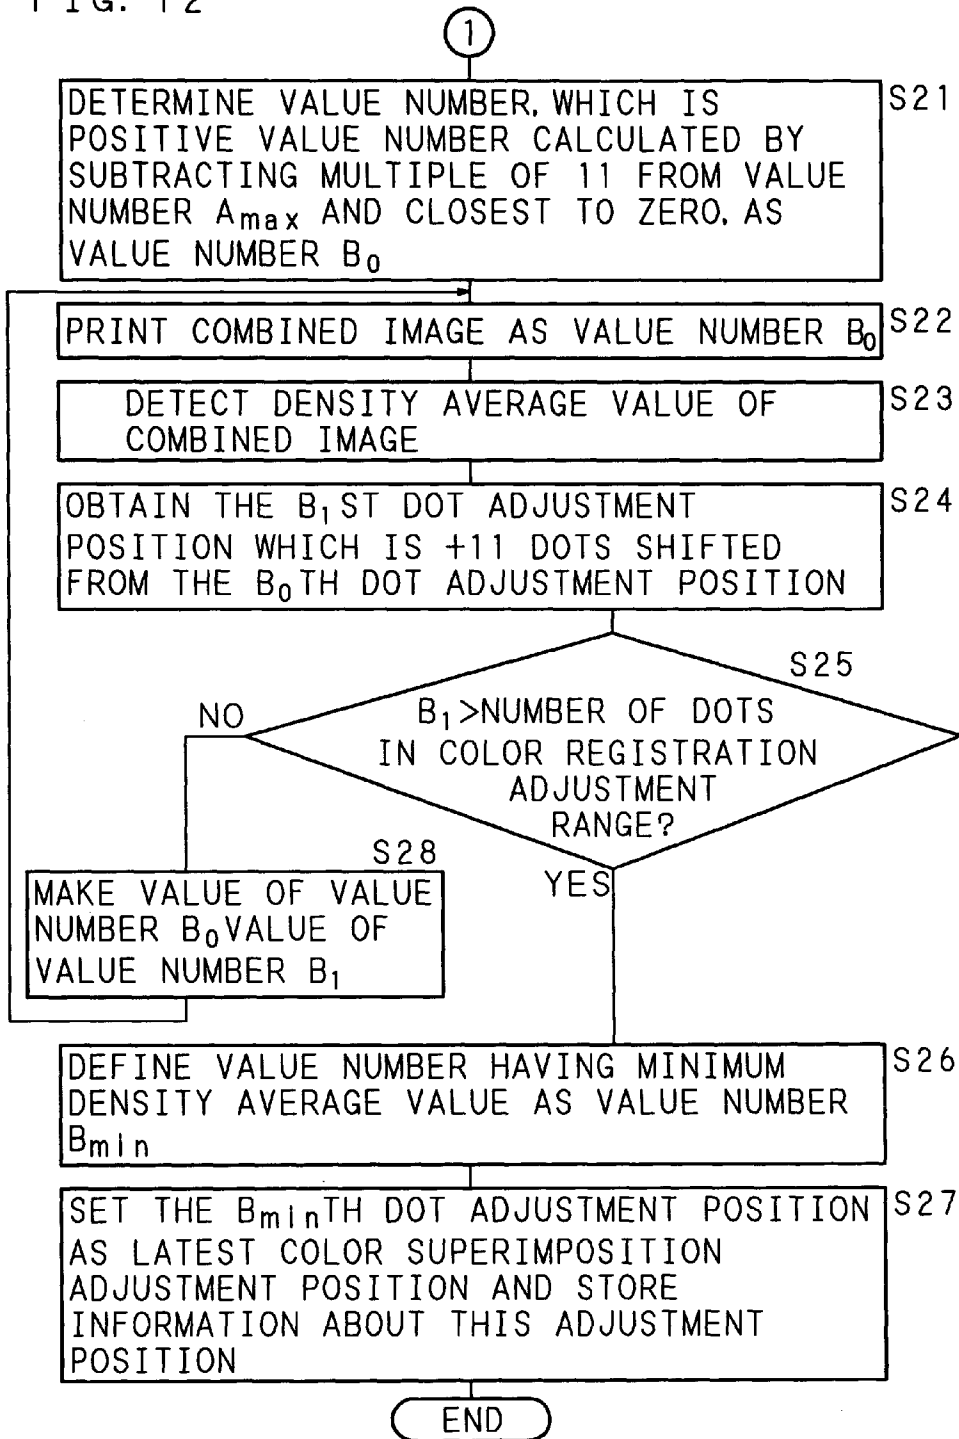 FIG. 12
1
DETERMINE VALUE NUMBER, WHICH IS
POSITIVE VALUE NUMBER CALCULATED BY
SUBTRACTING MULTIPLE OF 11 FROM VALUE
NUMBER Amax AND CLOSEST TO ZERO, AS
VALUE NUMBER B0
S21
PRINT COMBINED IMAGE AS VALUE NUMBER B0
S22
DETECT DENSITY AVERAGE VALUE OF
COMBINED IMAGE
S23
OBTAIN THE B1ST DOT ADJUSTMENT
POSITION WHICH IS +11 DOTS SHIFTED
FROM THE B0TH DOT ADJUSTMENT POSITION
S24
S25
B1>NUMBER OF DOTS
IN COLOR REGISTRATION
ADJUSTMENT
RANGE?
NO
YES
S28
MAKE VALUE OF VALUE
NUMBER B0 VALUE OF
VALUE NUMBER B1
DEFINE VALUE NUMBER HAVING MINIMUM
DENSITY AVERAGE VALUE AS VALUE NUMBER
Bmin
S26
SET THE BminTH DOT ADJUSTMENT POSITION
AS LATEST COLOR SUPERIMPOSITION
ADJUSTMENT POSITION AND STORE
INFORMATION ABOUT THIS ADJUSTMENT
POSITION
S27
END